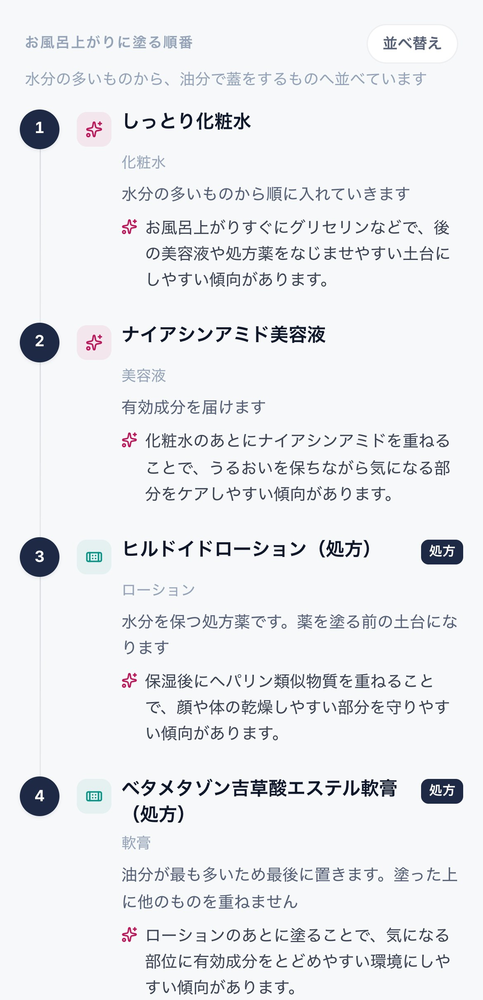 お風呂上がりに塗る順番
並べ替え
水分の多いものから、油分で蓋をするものへ並べています
1
しっとり化粧水
化粧水
水分の多いものから順に入れていきます
お風呂上がりすぐにグリセリンなどで、後
の美容液や処方薬をなじませやすい土台に
しやすい傾向があります。
2
ナイアシンアミド美容液
美容液
有効成分を届けます
化粧水のあとにナイアシンアミドを重ねる
ことで、うるおいを保ちながら気になる部
分をケアしやすい傾向があります。
3
ヒルドイドローション（処方）
処方
ローション
水分を保つ処方薬です。薬を塗る前の土台にな
ります
保湿後にヘパリン類似物質を重ねること
で、顔や体の乾燥しやすい部分を守りやす
い傾向があります。
4
ベタメタゾン吉草酸エステル軟膏
（処方）
処方
軟膏
油分が最も多いため最後に置きます。塗った上
に他のものを重ねません
ローションのあとに塗ることで、気になる
部位に有効成分をとどめやすい環境にしや
すい傾向があります。